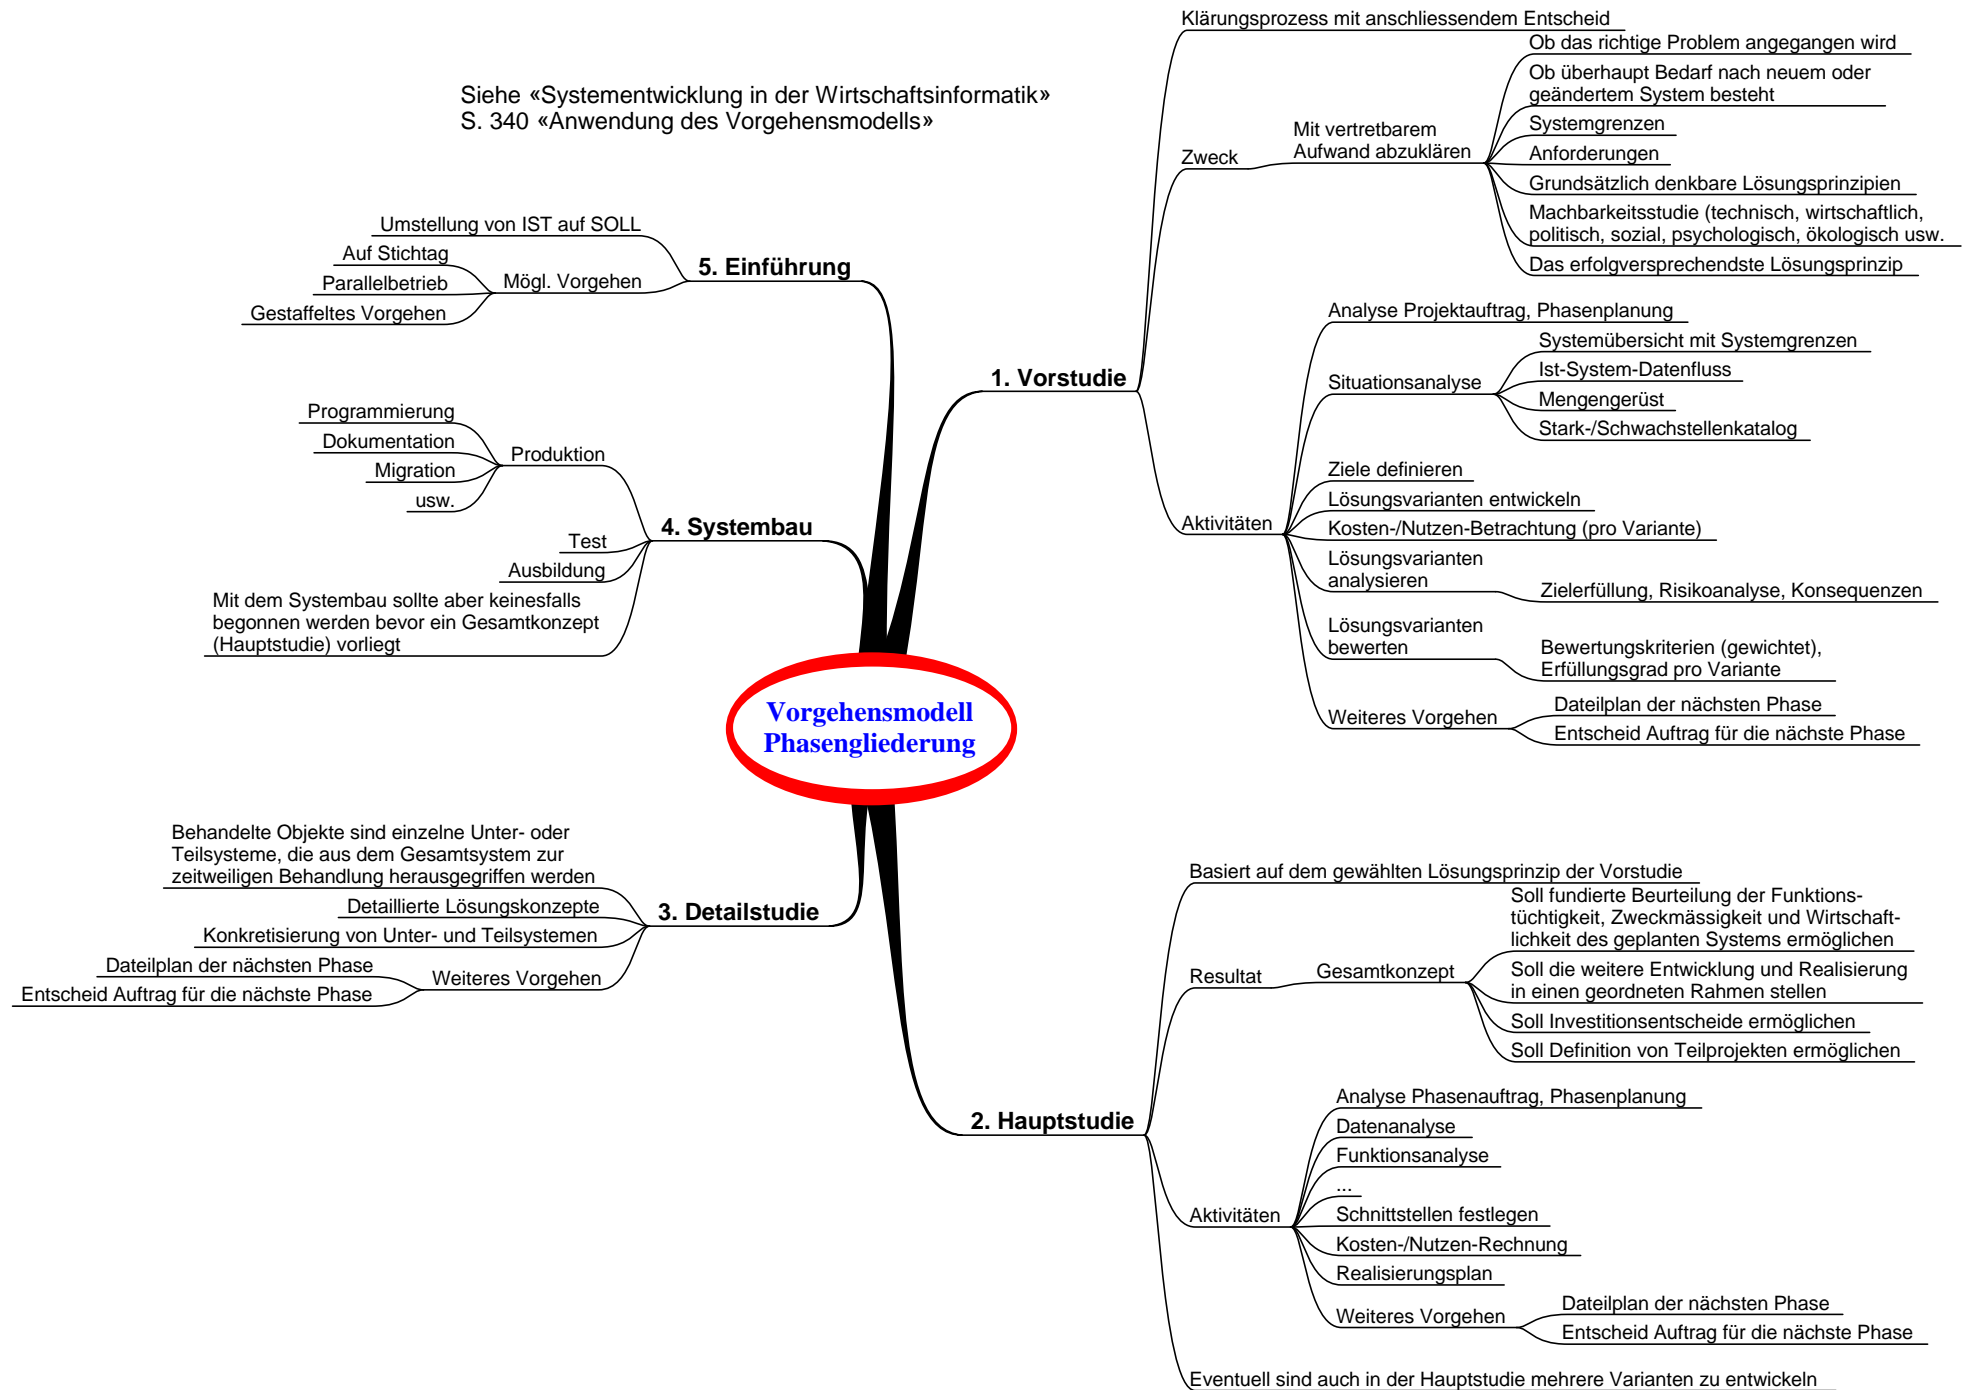 Siehe «Systementwicklung in der Wirtschaftsinformatik»
S. 340 «Anwendung des Vorgehensmodells»
Vorgehensmodell
Phasengliederung
1. Vorstudie
Klärungsprozess mit anschliessendem Entscheid
Zweck
Mit vertretbarem
Aufwand abzuklären
Ob das richtige Problem angegangen wird
Ob überhaupt Bedarf nach neuem oder
geändertem System besteht
Systemgrenzen
Anforderungen
Grundsätzlich denkbare Lösungsprinzipien
Machbarkeitsstudie (technisch, wirtschaftlich,
politisch, sozial, psychologisch, ökologisch usw.
Das erfolgversprechendste Lösungsprinzip
Aktivitäten
Analyse Projektauftrag, Phasenplanung
Situationsanalyse
Systemübersicht mit Systemgrenzen
Ist-System-Datenfluss
Mengengerüst
Stark-/Schwachstellenkatalog
Ziele definieren
Lösungsvarianten entwickeln
Kosten-/Nutzen-Betrachtung (pro Variante)
Lösungsvarianten
analysieren
Zielerfüllung, Risikoanalyse, Konsequenzen
Lösungsvarianten
bewerten
Bewertungskriterien (gewichtet),
Erfüllungsgrad pro Variante
Weiteres Vorgehen
Dateilplan der nächsten Phase
Entscheid Auftrag für die nächste Phase
2. Hauptstudie
Basiert auf dem gewählten Lösungsprinzip der Vorstudie
Resultat
Gesamtkonzept
Soll fundierte Beurteilung der Funktions-
tüchtigkeit, Zweckmässigkeit und Wirtschaft-
lichkeit des geplanten Systems ermöglichen
Soll die weitere Entwicklung und Realisierung
in einen geordneten Rahmen stellen
Soll Investitionsentscheide ermöglichen
Soll Definition von Teilprojekten ermöglichen
Aktivitäten
Analyse Phasenauftrag, Phasenplanung
Datenanalyse
Funktionsanalyse
...
Schnittstellen festlegen
Kosten-/Nutzen-Rechnung
Realisierungsplan
Weiteres Vorgehen
Dateilplan der nächsten Phase
Entscheid Auftrag für die nächste Phase
Eventuell sind auch in der Hauptstudie mehrere Varianten zu entwickeln
3. Detailstudie
Behandelte Objekte sind einzelne Unter- oder
Teilsysteme, die aus dem Gesamtsystem zur
zeitweiligen Behandlung herausgegriffen werden
Detaillierte Lösungskonzepte
Konkretisierung von Unter- und Teilsystemen
Weiteres Vorgehen
Dateilplan der nächsten Phase
Entscheid Auftrag für die nächste Phase
4. Systembau
Produktion
Programmierung
Dokumentation
Migration
usw.
Test
Ausbildung
Mit dem Systembau sollte aber keinesfalls
begonnen werden bevor ein Gesamtkonzept
(Hauptstudie) vorliegt
5. Einführung
Umstellung von IST auf SOLL
Mögl. Vorgehen
Auf Stichtag
Parallelbetrieb
Gestaffeltes Vorgehen